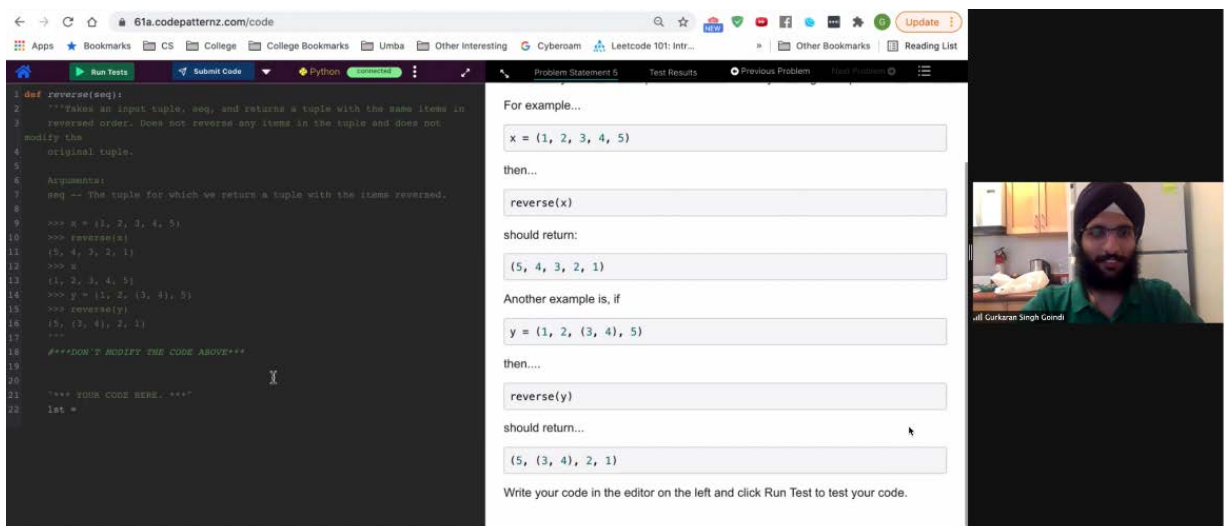 61a.codepatternz.com/code
NEW
G
Update
Apps Bookmarks CS College College Bookmarks Umba Other Interesting Cyberoam Leetcode 101: Intr... » Other Bookmarks Reading List
Run Tests Submit Code Python connected
Problem Statement 5 Test Results Previous Problem Next Problem
1 def reverse(seq):
2 """Takes an input tuple, seq, and returns a tuple with the same items in
3 reversed order. Does not reverse any items in the tuple and does not
modify the
4 original tuple.
5
6 Arguments:
7 seq -- The tuple for which we return a tuple with the items reversed.
8
9 >>> x = (1, 2, 3, 4, 5)
10 >>> reverse(x)
11 (5, 4, 3, 2, 1)
12 >>> x
13 (1, 2, 3, 4, 5)
14 >>> y = (1, 2, (3, 4), 5)
15 >>> reverse(y)
16 (5, (3, 4), 2, 1)
17 """
18 #***DON'T MODIFY THE CODE ABOVE***
19
20
21 "*** YOUR CODE HERE. ***"
22 lst =
For example...
x = (1, 2, 3, 4, 5)
then...
reverse(x)
should return:
(5, 4, 3, 2, 1)
Another example is, if
y = (1, 2, (3, 4), 5)
then....
reverse(y)
should return...
(5, (3, 4), 2, 1)
Write your code in the editor on the left and click Run Test to test your code.
Gurkaran Singh Goindi